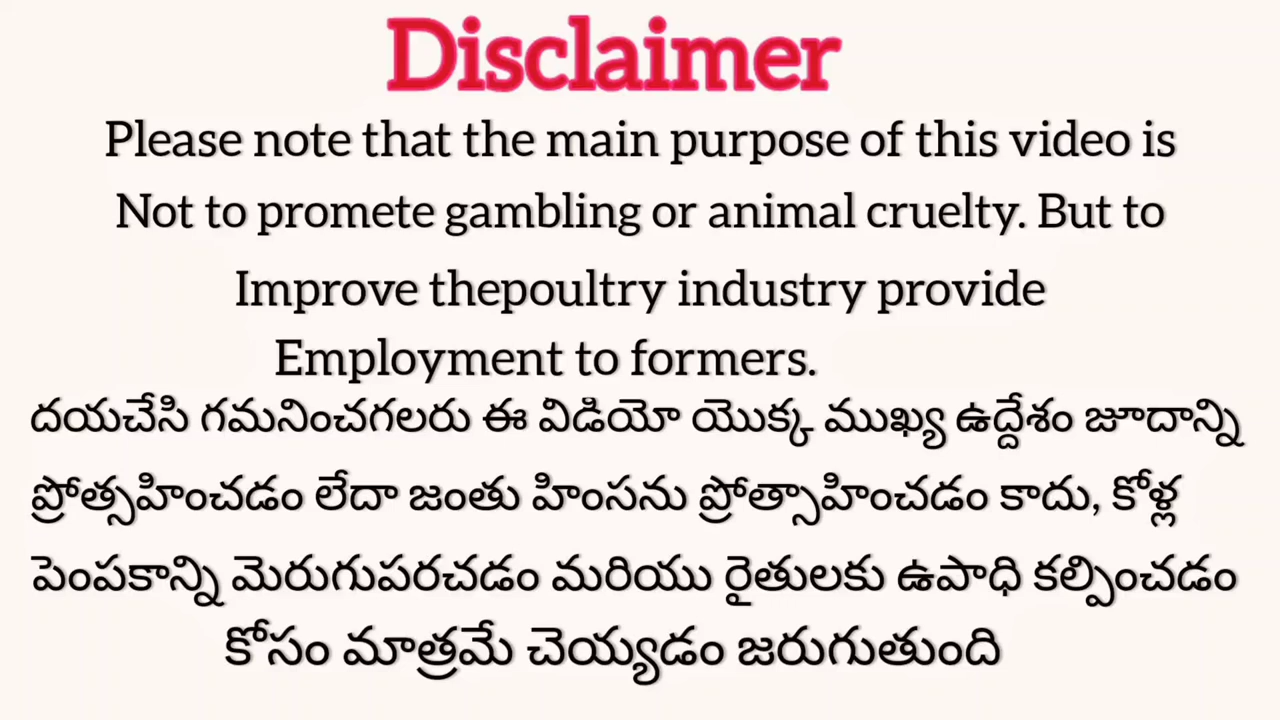 Disclaimer
Please note that the main purpose of this video is
Not to promete gambling or animal cruelty. But to
Improve thepoultry industry provide
Employment to formers.
దయచేసి గమనించగలరు ఈ విడియో యొక్క ముఖ్య ఉద్దేశం జూదాన్ని
ప్రోత్సహించడం లేదా జంతు హింసను ప్రోత్సాహించడం కాదు, కోళ్ల
పెంపకాన్ని మెరుగుపరచడం మరియు రైతులకు ఉపాధి కల్పించడం
కోసం మాత్రమే చెయ్యడం జరుగుతుంది